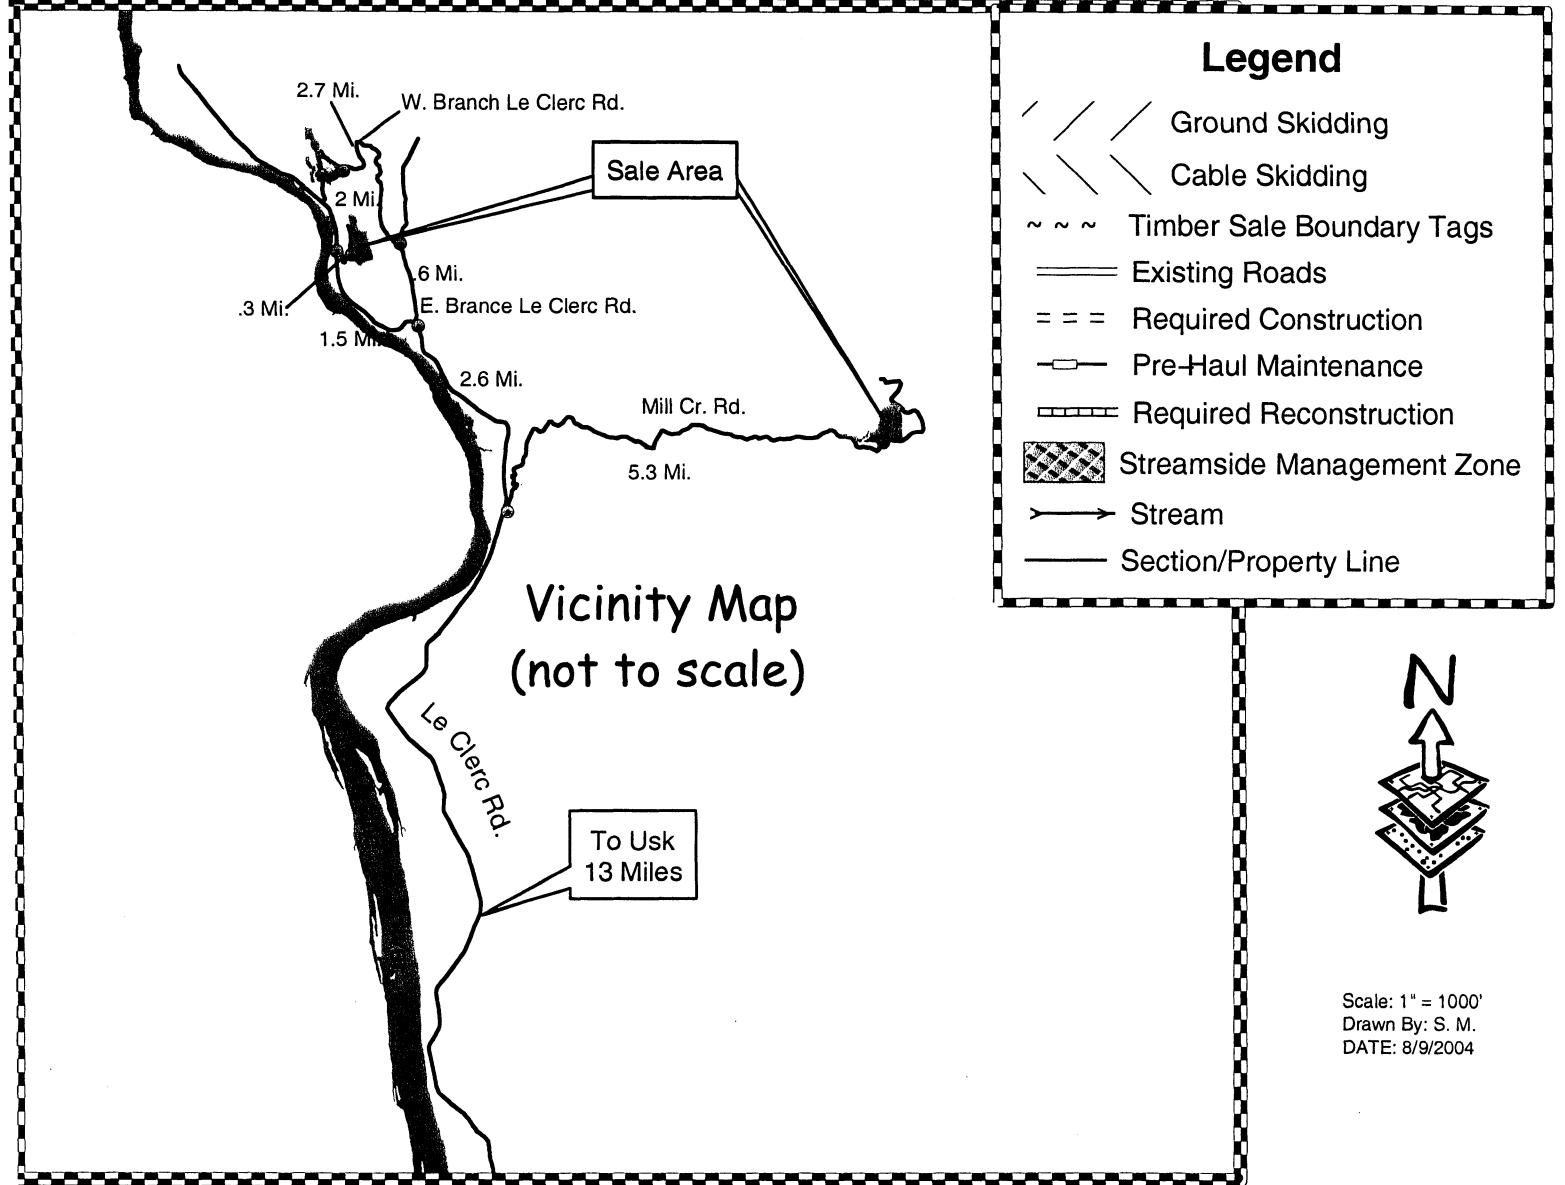 2.7 Mi.
W. Branch Le Clerc Rd.
Sale Area
2 Mi.
.6 Mi.
.3 Mi.
E. Brance Le Clerc Rd.
1.5 Mi.
2.6 Mi.
Mill Cr. Rd.
5.3 Mi.
Vicinity Map
(not to scale)
Le Clerc Rd.
To Usk
13 Miles
Legend
Ground Skidding
Cable Skidding
Timber Sale Boundary Tags
Existing Roads
Required Construction
Pre-Haul Maintenance
Required Reconstruction
Streamside Management Zone
Stream
Section/Property Line
N
Scale: 1" = 1000'
Drawn By: S. M.
DATE: 8/9/2004